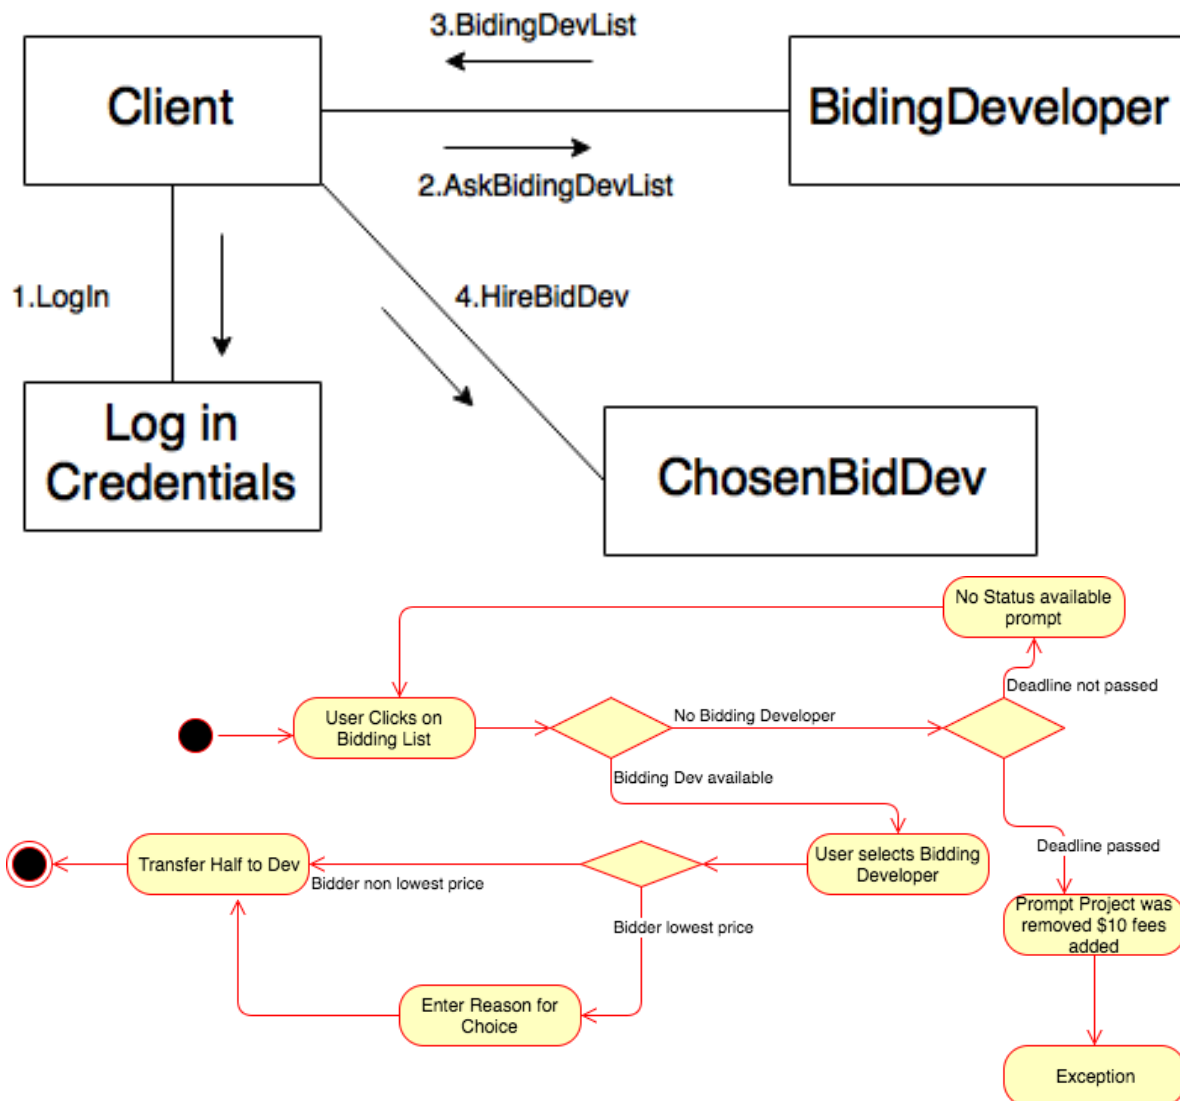 3.BidingDevList
Client
BidingDeveloper
2.AskBidingDevList
1.LogIn
4.HireBidDev
Log in
Credentials
ChosenBidDev
No Status available
prompt
Deadline not passed
User Clicks on
Bidding List
No Bidding Developer
Bidding Dev available
Deadline passed
Transfer Half to Dev
Bidder non lowest price
User selects Bidding
Developer
Bidder lowest price
Prompt Project was
removed $10 fees
added
Enter Reason for
Choice
Exception